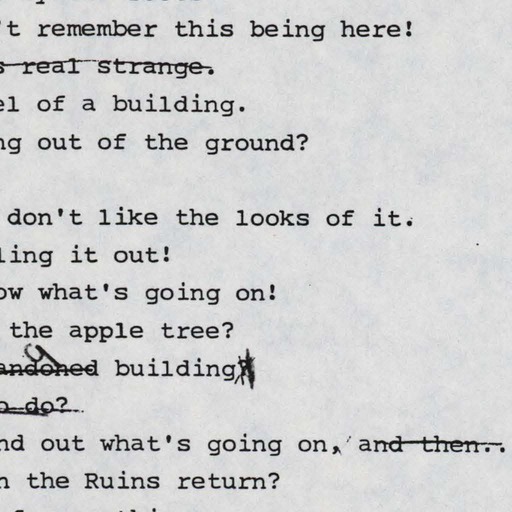 't remember this being here!
s real strange.
el of a building.
ng out of the ground?
don't like the looks of it.
ling it out!
ow what's going on!
the apple tree?
andoned building
o do?
nd out what's going on, and then..
n the Ruins return?